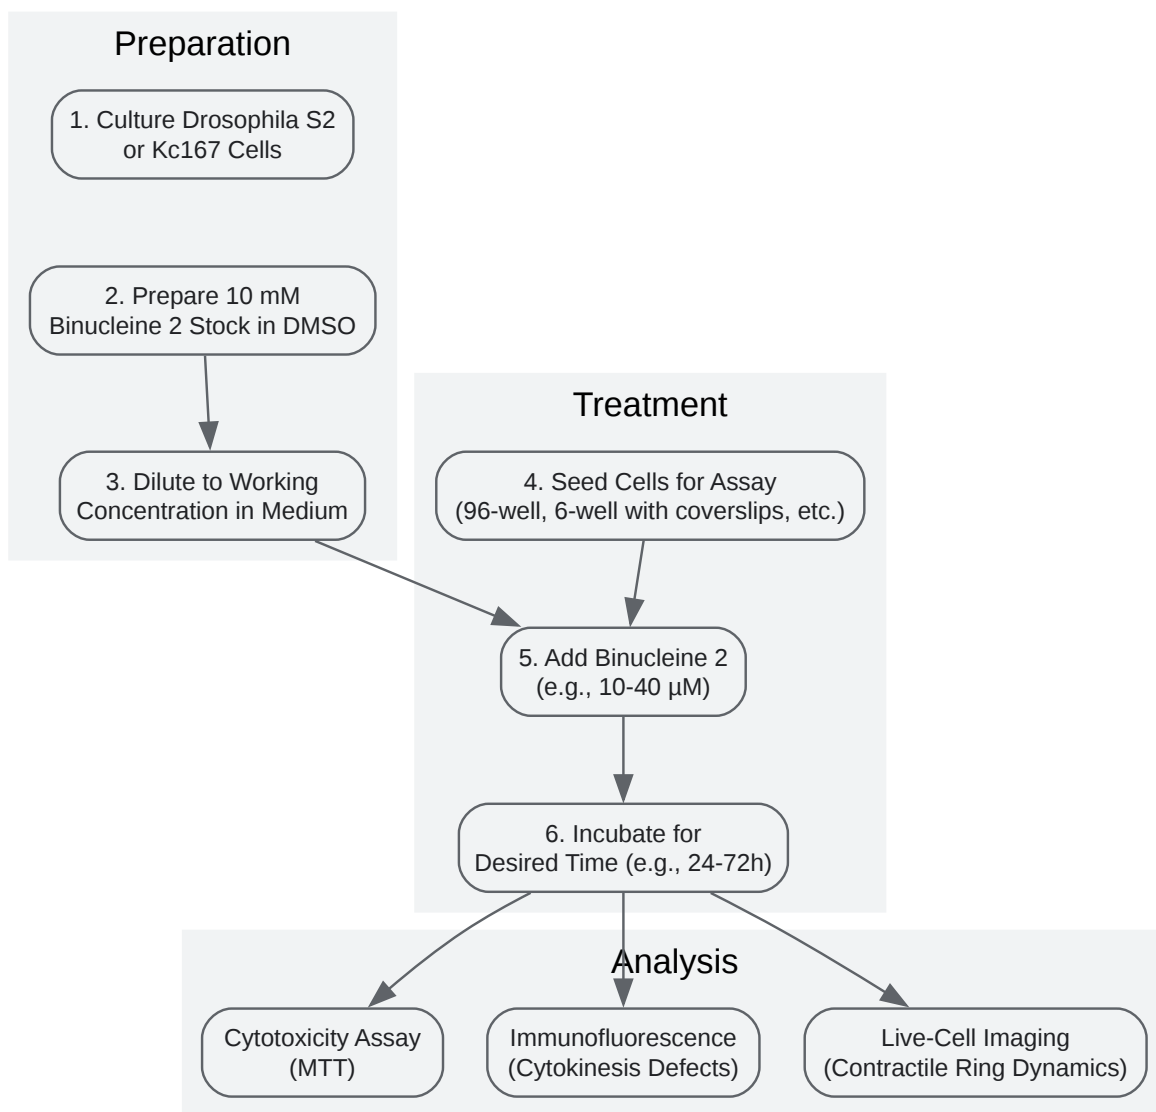 Preparation
1. Culture Drosophila S2
or Kc167 Cells
2. Prepare 10 mM
Binucleine 2 Stock in DMSO
3. Dilute to Working
Concentration in Medium
Treatment
4. Seed Cells for Assay
(96-well, 6-well with coverslips, etc.)
5. Add Binucleine 2
(e.g., 10-40 µM)
6. Incubate for
Desired Time (e.g., 24-72h)
Analysis
Cytotoxicity Assay
(MTT)
Immunofluorescence
(Cytokinesis Defects)
Live-Cell Imaging
(Contractile Ring Dynamics)